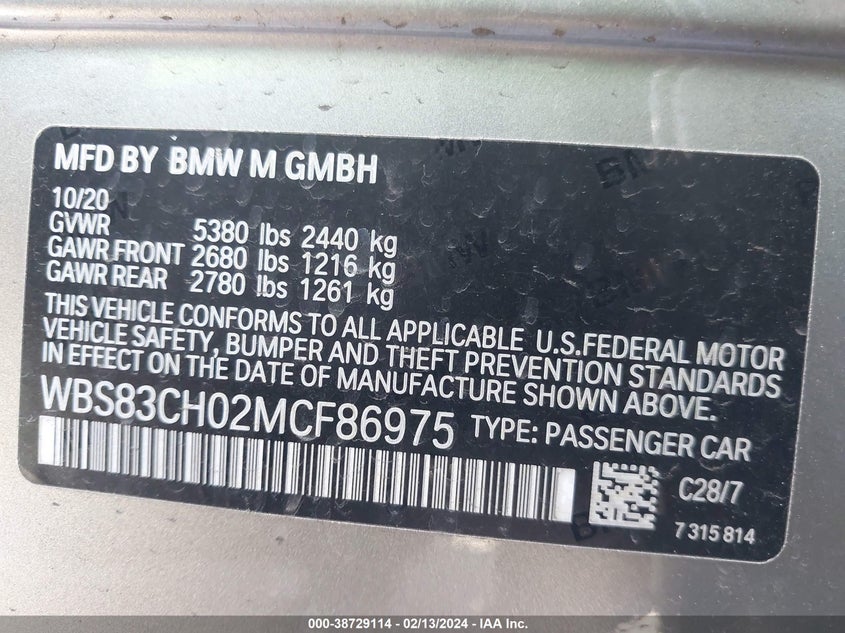 MFD BY BMW M GMBH
10/20
GVWR 5380 lbs 2440 kg
GAWR FRONT 2680 lbs 1216 kg
GAWR REAR 2780 lbs 1261 kg
THIS VEHICLE CONFORMS TO ALL APPLICABLE U.S.FEDERAL MOTOR
VEHICLE SAFETY, BUMPER AND THEFT PREVENTION STANDARDS
IN EFFECT ON THE DATE OF MANUFACTURE SHOWN ABOVE.
WBS83CH02MCF86975 TYPE: PASSENGER CAR
C28/7
7 315 814
000-38729114 - 02/13/2024 - IAA Inc.